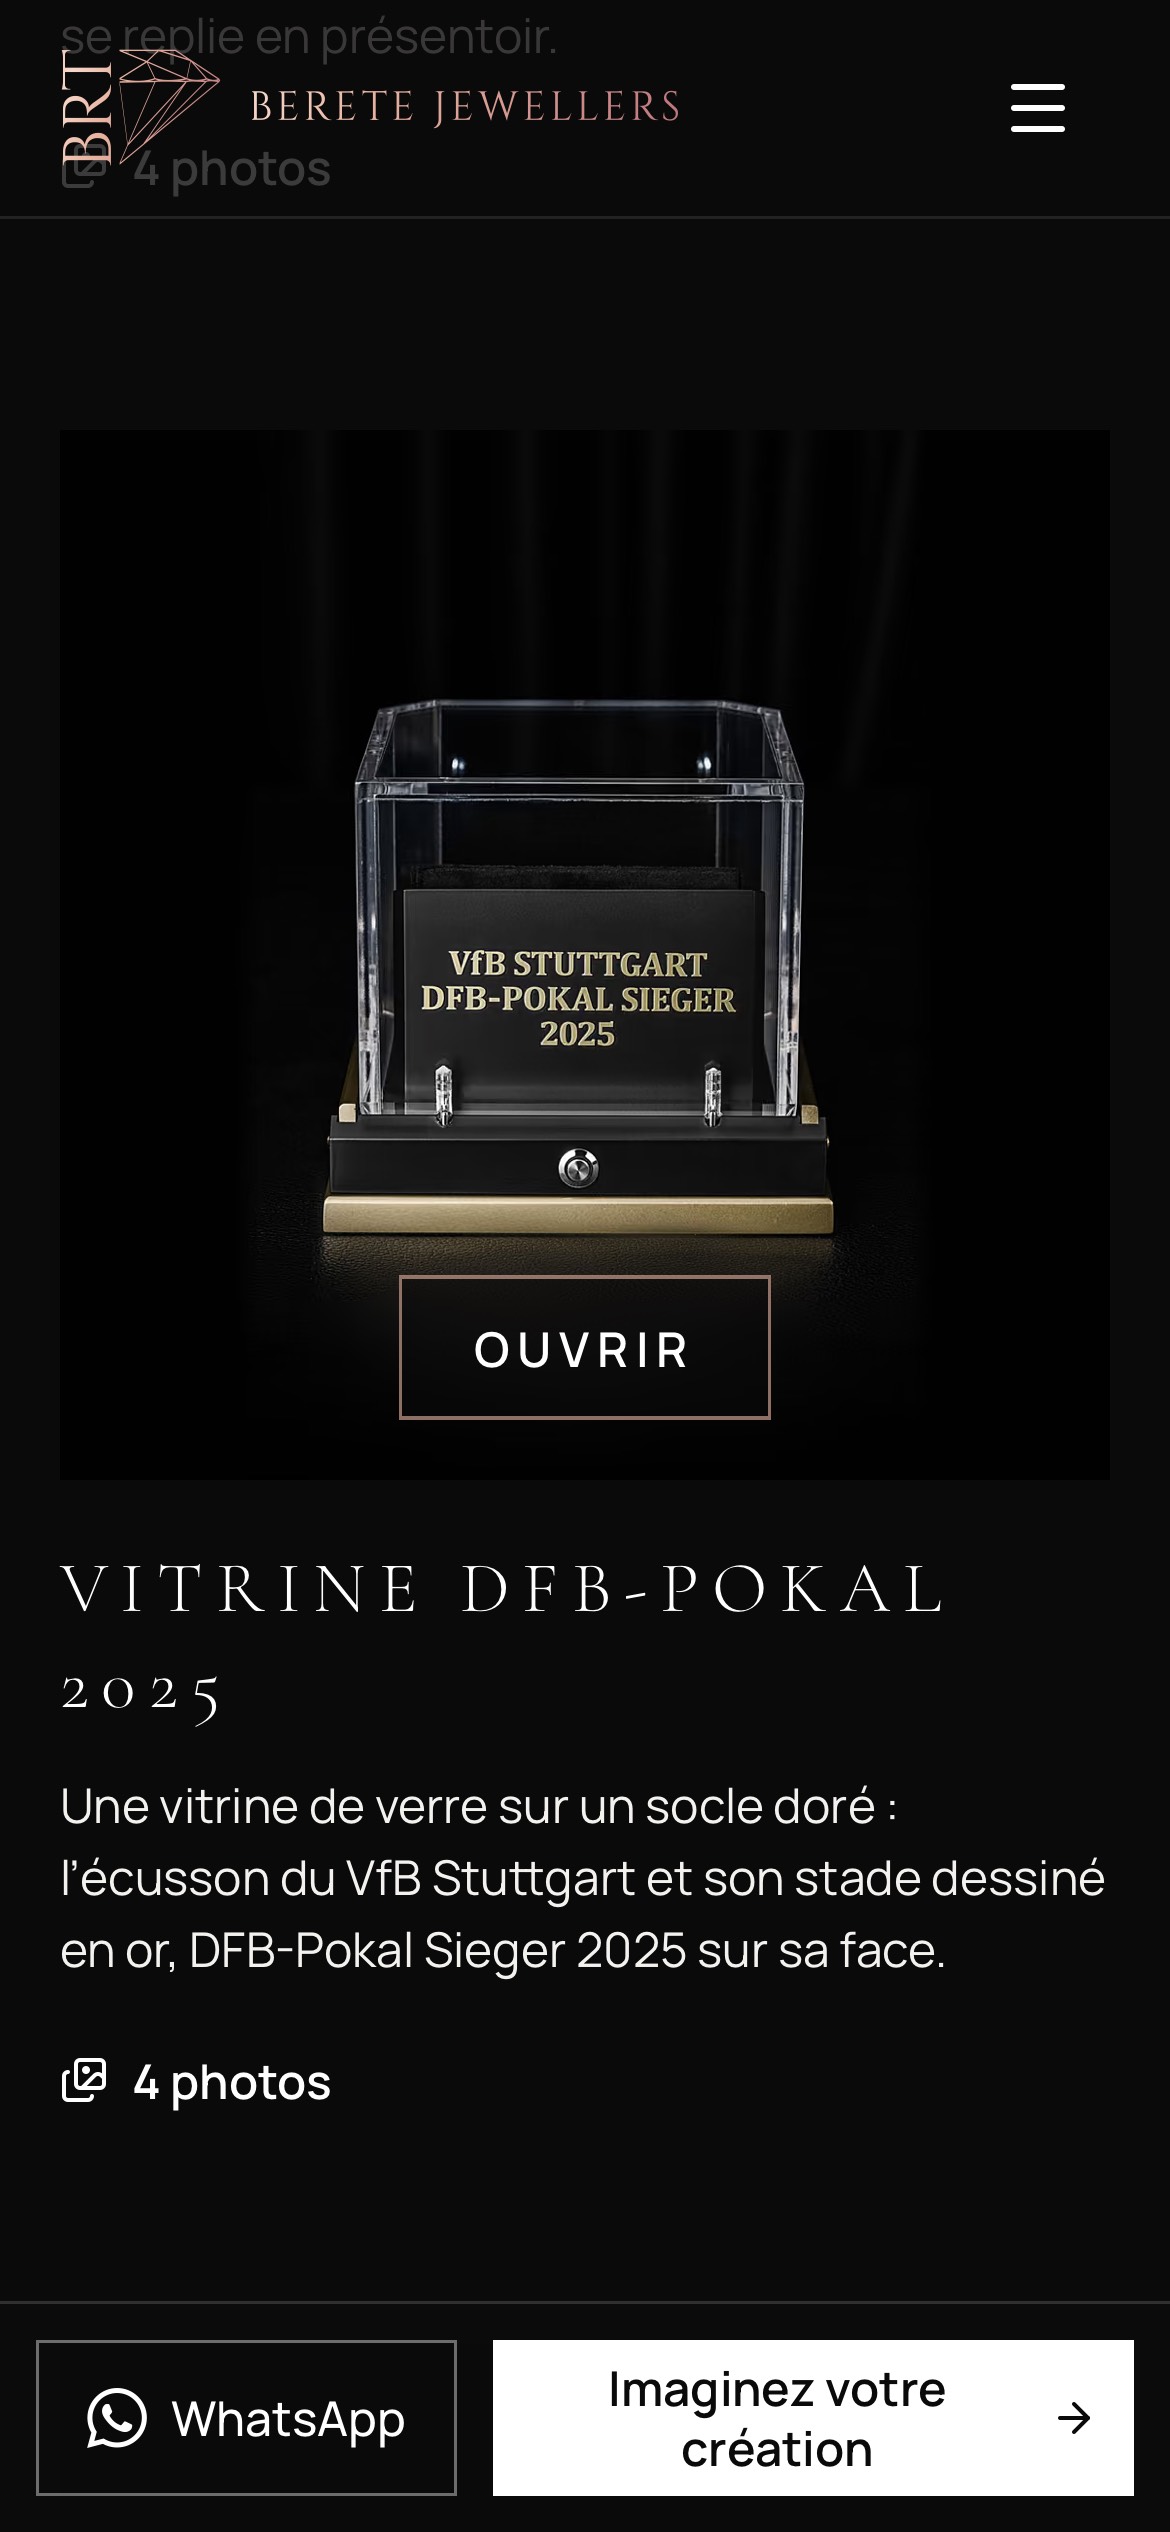 se replie en présentoir.
BRT
BERETE JEWELLERS
4 photos
VfB STUTTGART
DFB-POKAL SIEGER
2025
OUVRIR
VITRINE DFB-POKAL
2025
Une vitrine de verre sur un socle doré :
l’écusson du VfB Stuttgart et son stade dessiné
en or, DFB-Pokal Sieger 2025 sur sa face.
4 photos
WhatsApp
Imaginez votre
création